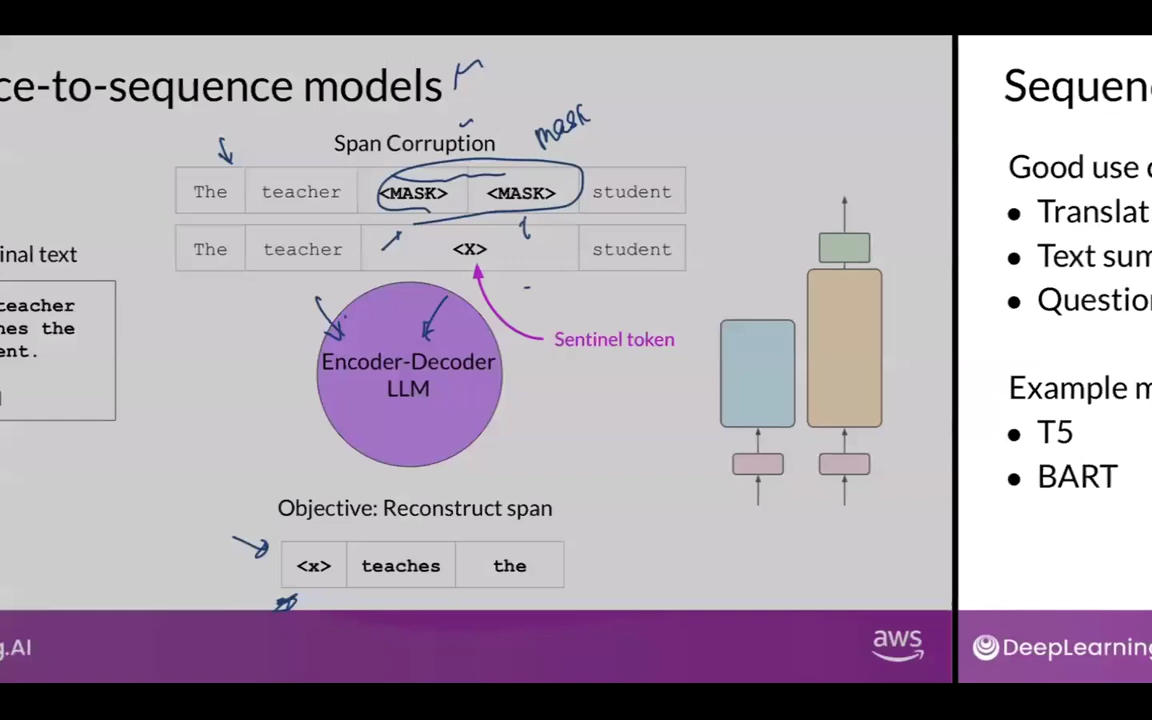 ce-to-sequence models
mask
Span Corruption
The teacher <MASK> <MASK> student
The teacher <X> student
inal text
teacher
nes the
ent.
Sentinel token
Encoder-Decoder
LLM
Objective: Reconstruct span
<x> teaches the
g.AI
aws
Sequen
Good use c
• Translat
• Text sum
• Question
Example m
• T5
• BART
DeepLearning